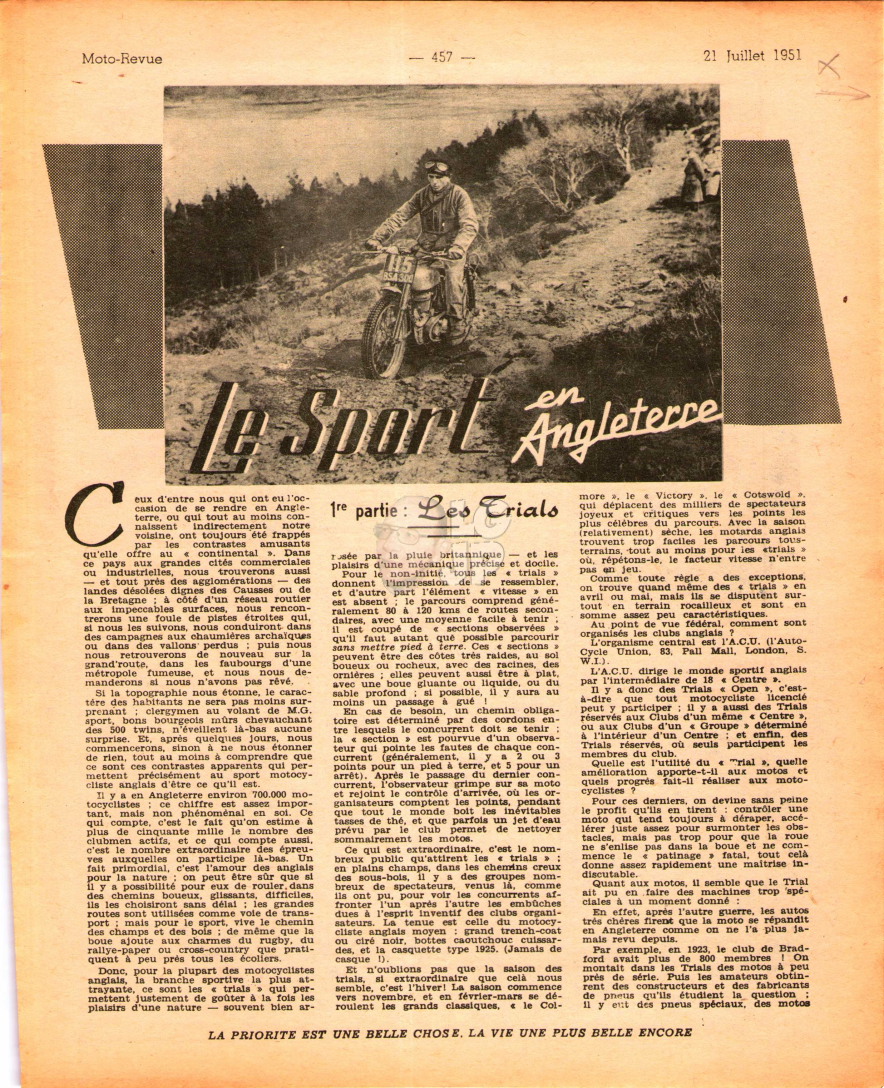 Moto-Revue
— 457 —
21 Juillet 1951
Le Sport
en
Angleterre
Ceux d'entre nous qui ont eu l'oc-
casion de se rendre en Angle-
terre, ou qui tout au moins con-
naissent indirectement notre
voisine, ont toujours été frappés
par les contrastes amusants
qu'elle offre au « continental ». Dans
ce pays aux grandes cités commerciales
ou industrielles, nous trouverons aussi
— et tout près des agglomérations — des
landes désolées dignes des Causses ou de
la Bretagne ; à côté d'un réseau routier
aux impeccables surfaces, nous rencon-
trerons une foule de pistes étroites qui,
si nous les suivons, nous conduiront dans
des campagnes aux chaumières archaïques
ou dans des vallons perdus ; puis nous
nous retrouverons de nouveau sur la
grand'route, dans les faubourgs d'une
métropole fumeuse, et nous nous de-
manderons si nous n'avons pas rêvé.
Si la topographie nous étonne, le carac-
tère des habitants ne sera pas moins sur-
prenant ; clergymen au volant de M.G.
sport, bons bourgeois mûrs chevauchant
des 500 twins, n'éveillent là-bas aucune
surprise. Et, après quelques jours, nous
commencerons, sinon à ne nous étonner
de rien, tout au moins à comprendre que
ce sont ces contrastes apparents qui per-
mettent précisément au sport motocy-
cliste anglais d'être ce qu'il est.
Il y a en Angleterre environ 700.000 mo-
tocyclistes ; ce chiffre est assez impor-
tant, mais non phénoménal en soi. Ce
qui compte, c'est le fait qu'on estime à
plus de cinquante mille le nombre des
clubmen actifs, et ce qui compte aussi,
c'est le nombre extraordinaire des épreu-
ves auxquelles on participe là-bas. Un
fait primordial, c'est l'amour des anglais
pour la nature ; on peut être sûr que si
il y a possibilité pour eux de rouler dans
des chemins boueux, glissants, difficiles,
ils les choisiront sans délai ; les grandes
routes sont utilisées comme voie de trans-
port ; mais pour le sport, vive le chemin
des champs et des bois ; de même que la
boue ajoute aux charmes du rugby, du
rallye-paper ou cross-country que prati-
quent à peu près tous les écoliers.
Donc, pour la plupart des motocyclistes
anglais, la branche sportive la plus at-
trayante, ce sont les « trials » qui per-
mettent justement de goûter à la fois les
plaisirs d'une nature — souvent bien ar-
1re partie : Les Trials
rosée par la pluie britannique — et les
plaisirs d'une mécanique précise et docile.
Pour le non-initié, tous les « trials »
donnent l'impression de se ressembler,
et d'autre part l'élément « vitesse » en
est absent ; le parcours comprend géné-
ralement 80 à 120 kms de routes secon-
daires, avec une moyenne facile à tenir ;
il est coupé de « sections observées »
qu'il faut autant que possible parcourir
sans mettre pied à terre. Ces « sections »
peuvent être des côtes très raides, au sol
boueux ou rocheux, avec des racines, des
ornières ; elles peuvent aussi être à plat,
avec une boue gluante ou liquide, ou du
sable profond ; si possible, il y aura au
moins un passage à gué !
En cas de besoin, un chemin obliga-
toire est déterminé par des cordons en-
tre lesquels le concurrent doit se tenir ;
la « section » est pourvue d'un observa-
teur qui pointe les fautes de chaque con-
current (généralement, il y a 2 ou 3
points pour un pied à terre, et 5 pour un
arrêt). Après le passage du dernier con-
current, l'observateur grimpe sur sa moto
et rejoint le contrôle d'arrivée, où les or-
ganisateurs comptent les points, pendant
que tout le monde boit les inévitables
tasses de thé, et que parfois un jet d'eau
prévu par le club permet de nettoyer
sommairement les motos.
Ce qui est extraordinaire, c'est le nom-
breux public qu'attirent les « trials » ;
en plains champs, dans les chemins creux
des sous-bois, il y a des groupes nom-
breux de spectateurs, venus là, comme
ils ont pu, pour voir les concurrents af-
fronter l'un après l'autre les embûches
dues à l'esprit inventif des clubs organi-
sateurs. La tenue est celle du motocy-
cliste anglais moyen : grand trench-coat
ou ciré noir, bottes caoutchouc cuissar-
des, et la casquette type 1925. (Jamais de
casque !).
Et n'oublions pas que la saison des
trials, si extraordinaire que celà nous
semble, c'est l'hiver! La saison commence
vers novembre, et en février-mars se dé-
roulent les grands classiques, « le Col-
more », le « Victory », le « Cotswold »,
qui déplacent des milliers de spectateurs
joyeux et critiques vers les points les
plus célèbres du parcours. Avec la saison
(relativement) sèche, les motards anglais
trouvent trop faciles les parcours tous-
terrains, tout au moins pour les «trials »
où, répétons-le, le facteur vitesse n'entre
pas en jeu.
Comme toute règle a des exceptions,
on trouve quand même des « trials » en
avril ou mai, mais ils se disputent sur-
tout en terrain rocailleux et sont en
somme assez peu caractéristiques.
Au point de vue fédéral, comment sont
organisés les clubs anglais ?
L'organisme central est l'A.C.U. (l'Auto-
Cycle Union, 83, Pall Mall, London, S.
W.I.).
L'A.C.U. dirige le monde sportif anglais
par l'intermédiaire de 18 « Centre ».
Il y a donc des Trials « Open », c'est-
à-dire que tout motocycliste licencié
peut y participer ; il y a aussi des Trials
réservés aux Clubs d'un même « Centre »,
ou aux Clubs d'un « Groupe » déterminé
à l'intérieur d'un Centre ; et enfin, des
Trials réservés, où seuls participent les
membres du club.
Quelle est l'utilité du « Trial », quelle
amélioration apporte-t-il aux motos et
quels progrès fait-il réaliser aux moto-
cyclistes ?
Pour ces derniers, on devine sans peine
le profit qu'ils en tirent : contrôler une
moto qui tend toujours à déraper, accé-
lérer juste assez pour surmonter les obs-
tacles, mais pas trop pour que la roue
ne s'enlise pas dans la boue et ne com-
mence le « patinage » fatal, tout celà
donne assez rapidement une maîtrise in-
discutable.
Quant aux motos, il semble que le Trial
ait pu en faire des machines trop spé-
ciales à un moment donné :
En effet, après l'autre guerre, les autos
très chères firent que la moto se répandit
en Angleterre comme on ne l'a plus ja-
mais revu depuis.
Par exemple, en 1923, le club de Brad-
ford avait plus de 800 membres ! On
montait dans les Trials des motos à peu
près de série. Puis les amateurs obtin-
rent des constructeurs et des fabricants
de pneus qu'ils étudient la question ;
il y eut des pneus spéciaux, des motos
LA PRIORITE EST UNE BELLE CHOSE, LA VIE UNE PLUS BELLE ENCORE